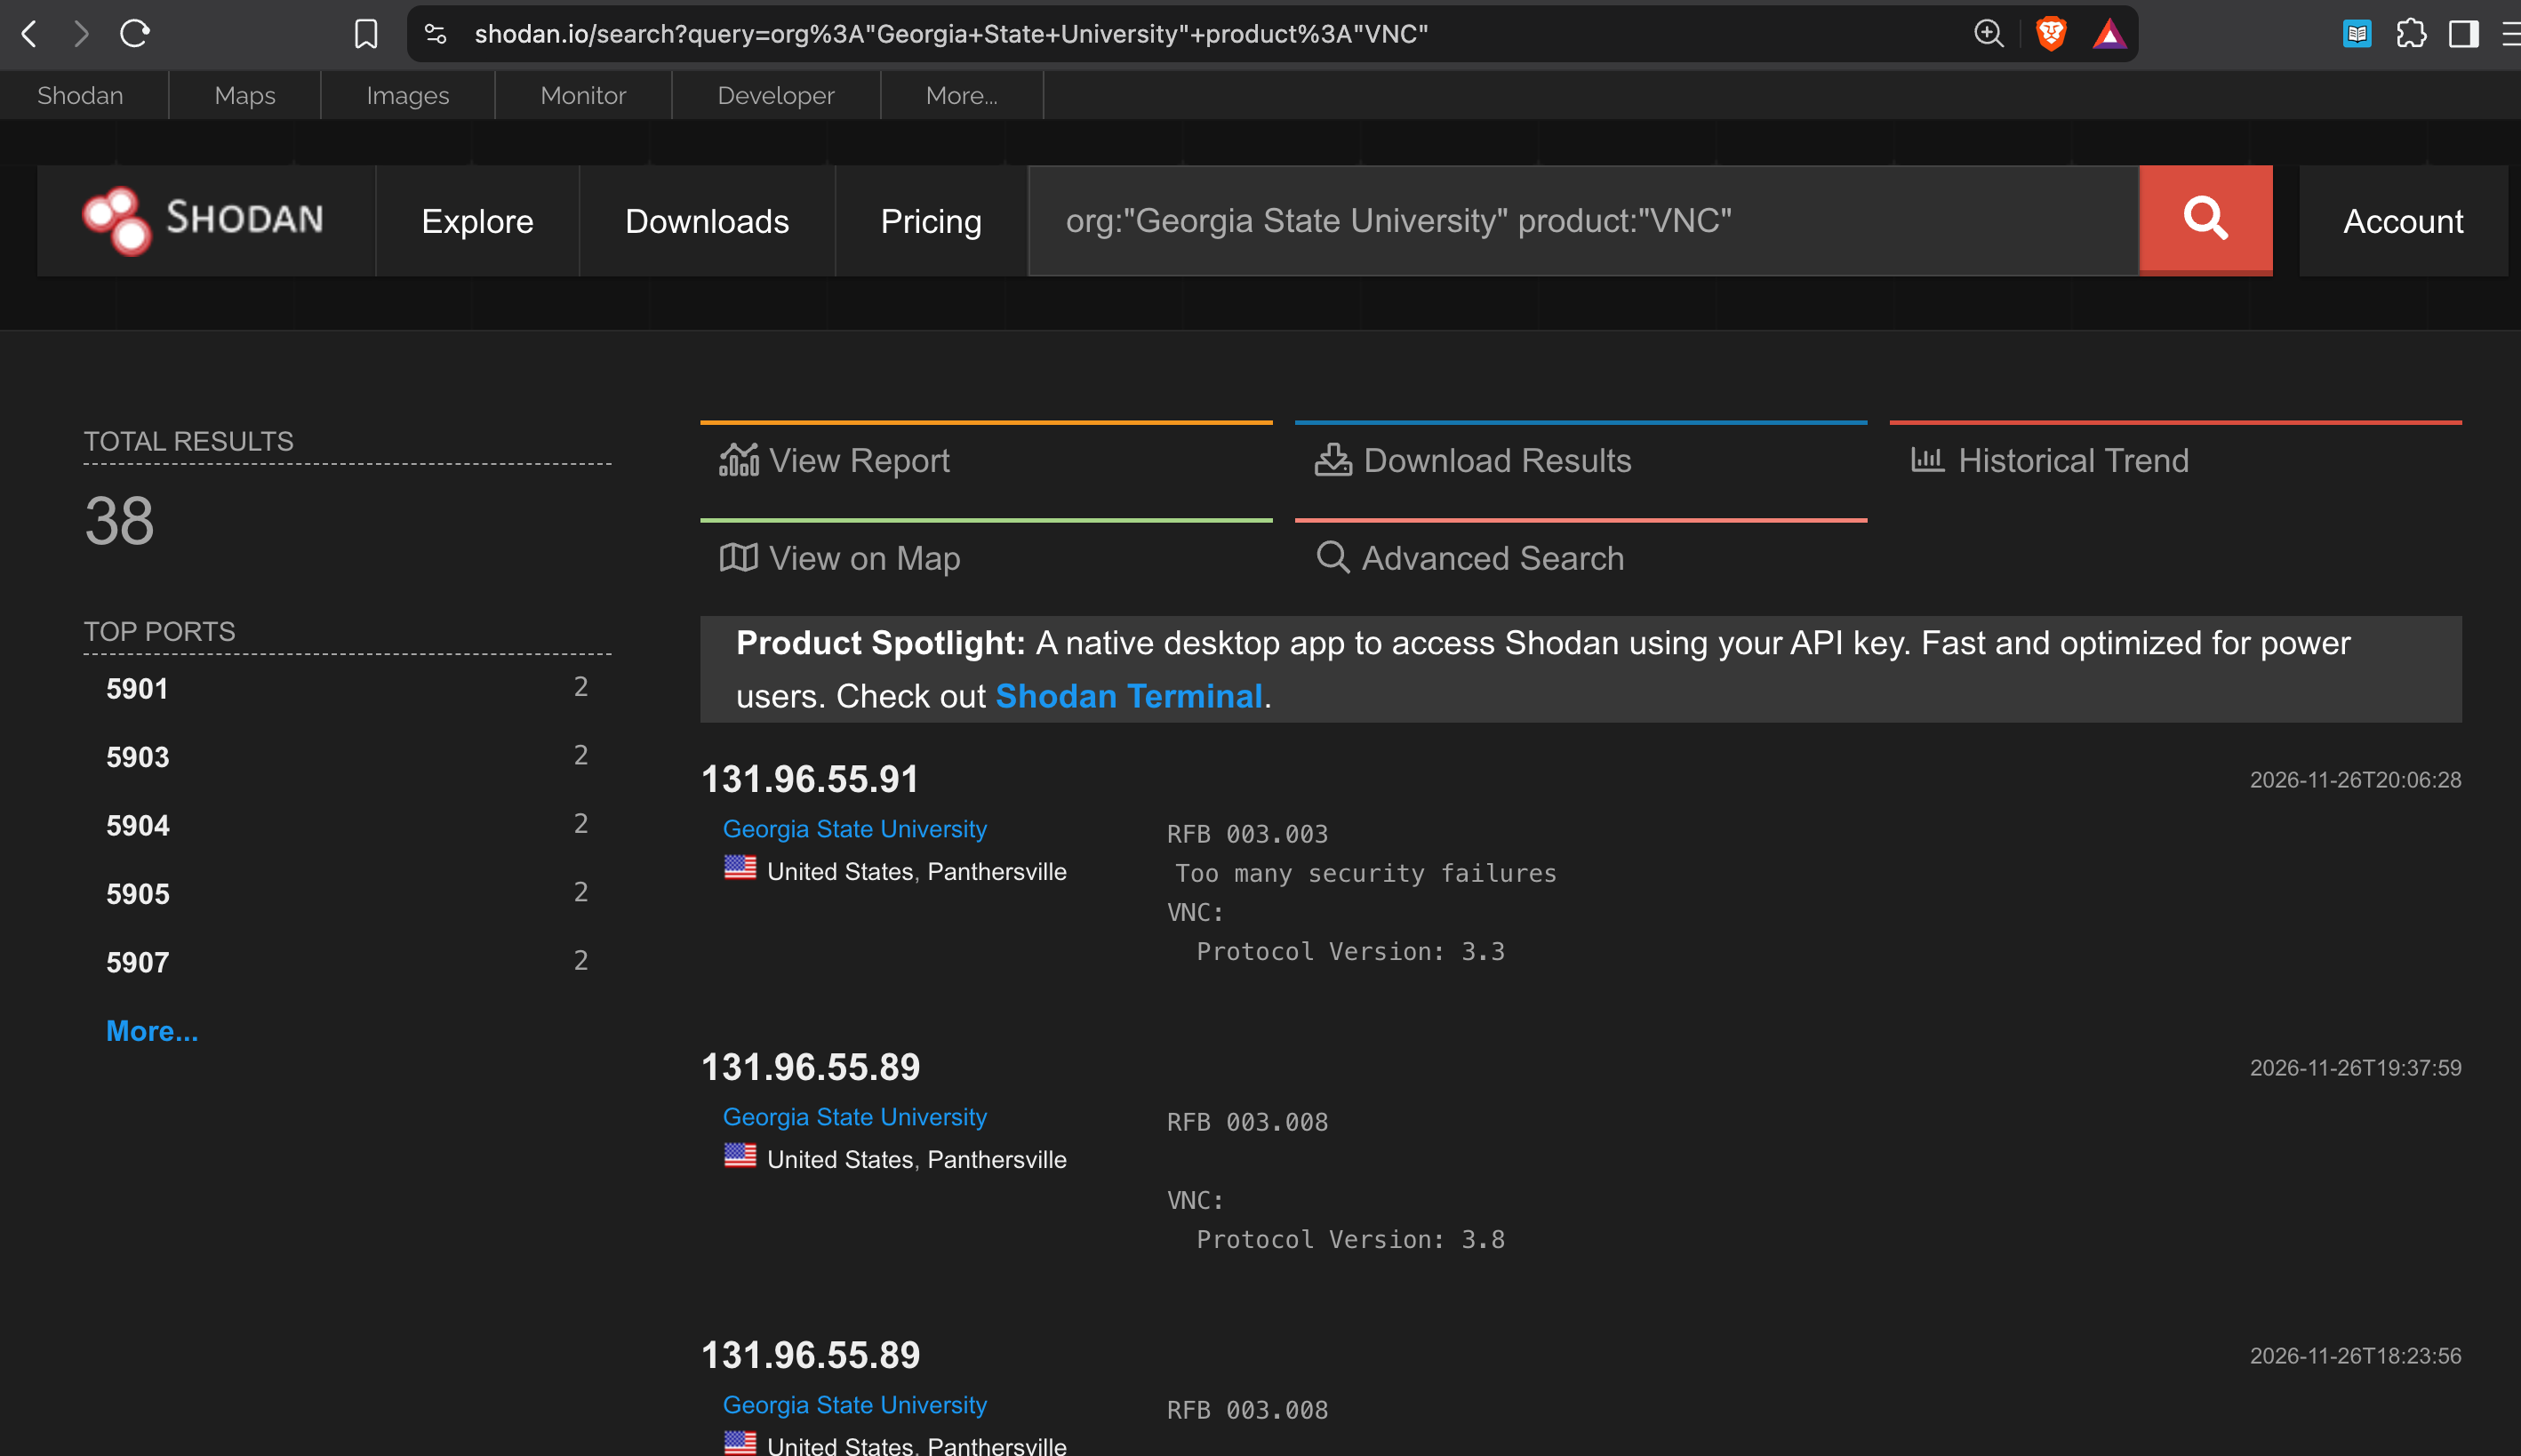 shodan.io/search?query=org%3A"Georgia+State+University"+product%3A"VNC"
Shodan
Maps
Images
Monitor
Developer
More...
SHODAN
Explore
Downloads
Pricing
org:"Georgia State University" product:"VNC"
Account
TOTAL RESULTS
38
TOP PORTS
5901 2
5903 2
5904 2
5905 2
5907 2
More...
View Report
Download Results
Historical Trend
View on Map
Advanced Search
Product Spotlight: A native desktop app to access Shodan using your API key. Fast and optimized for power
users. Check out Shodan Terminal.
131.96.55.91
2026-11-26T20:06:28
Georgia State University
United States, Panthersville
RFB 003.003
Too many security failures
VNC:
Protocol Version: 3.3
131.96.55.89
2026-11-26T19:37:59
Georgia State University
United States, Panthersville
RFB 003.008
VNC:
Protocol Version: 3.8
131.96.55.89
2026-11-26T18:23:56
Georgia State University
United States, Panthersville
RFB 003.008